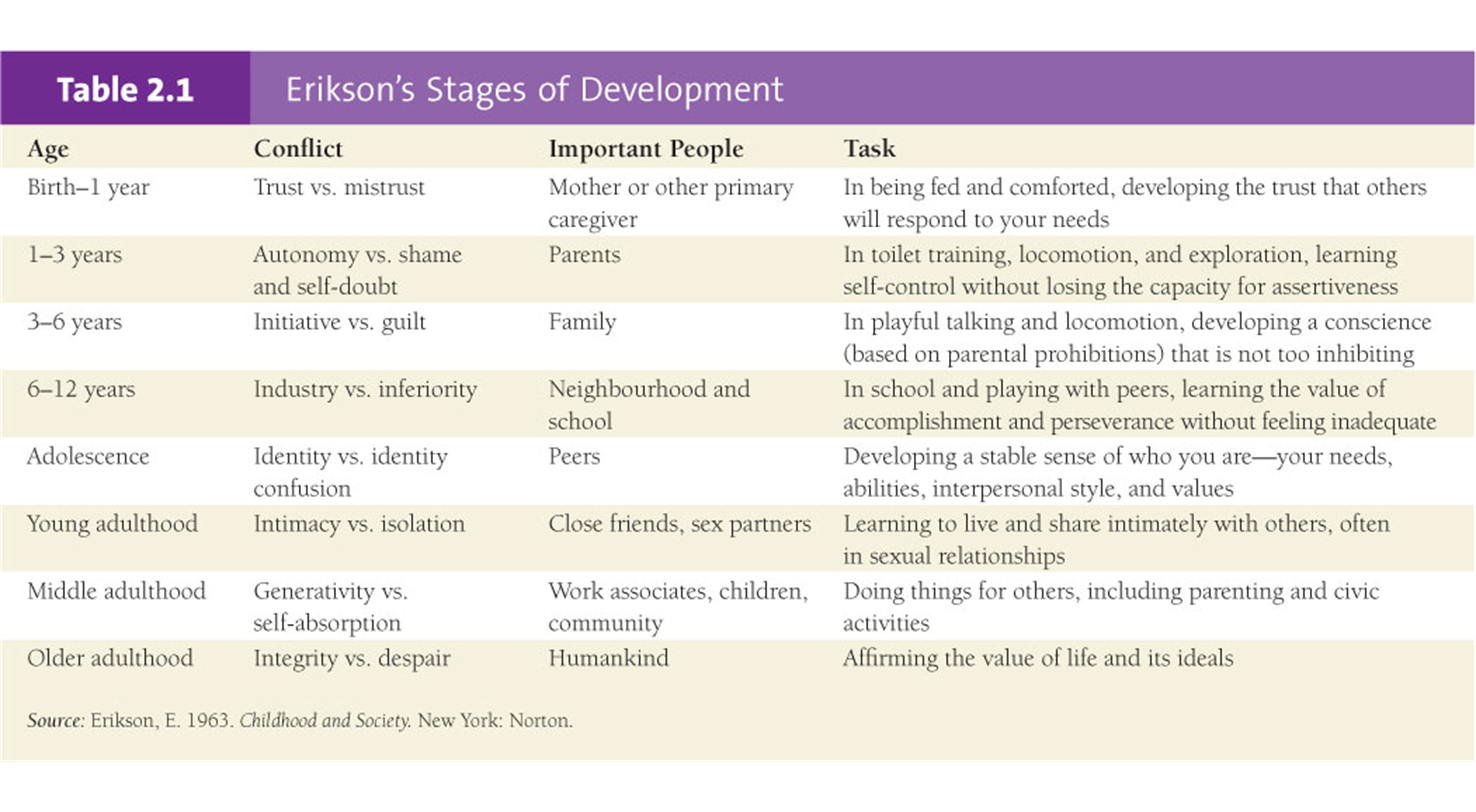 Table 2.1 Erikson's Stages of Development
Age Conflict Important People Task
Birth–1 year Trust vs. mistrust Mother or other primary In being fed and comforted, developing the trust that others
caregiver will respond to your needs
1–3 years Autonomy vs. shame Parents In toilet training, locomotion, and exploration, learning
and self-doubt self-control without losing the capacity for assertiveness
3–6 years Initiative vs. guilt Family In playful talking and locomotion, developing a conscience
(based on parental prohibitions) that is not too inhibiting
6–12 years Industry vs. inferiority Neighbourhood and In school and playing with peers, learning the value of
school accomplishment and perseverance without feeling inadequate
Adolescence Identity vs. identity Peers Developing a stable sense of who you are—your needs,
confusion abilities, interpersonal style, and values
Young adulthood Intimacy vs. isolation Close friends, sex partners Learning to live and share intimately with others, often
in sexual relationships
Middle adulthood Generativity vs. Work associates, children, Doing things for others, including parenting and civic
self-absorption community activities
Older adulthood Integrity vs. despair Humankind Affirming the value of life and its ideals
Source: Erikson, E. 1963. Childhood and Society. New York: Norton.